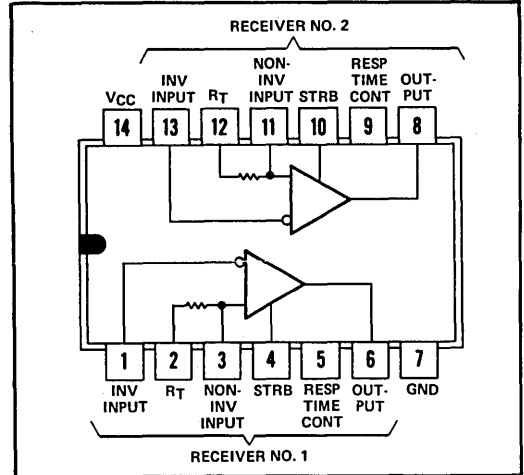 RECEIVER NO. 2
VCC
INV
INPUT
RT
NON-
INV
INPUT
STRB
RESP
TIME
CONT
OUT-
PUT
14 13 12 11 10 9 8
1 2 3 4 5 6 7
INV
INPUT
RT
NON-
INV
INPUT
STRB
RESP
TIME
CONT
OUT-
PUT
GND
RECEIVER NO. 1